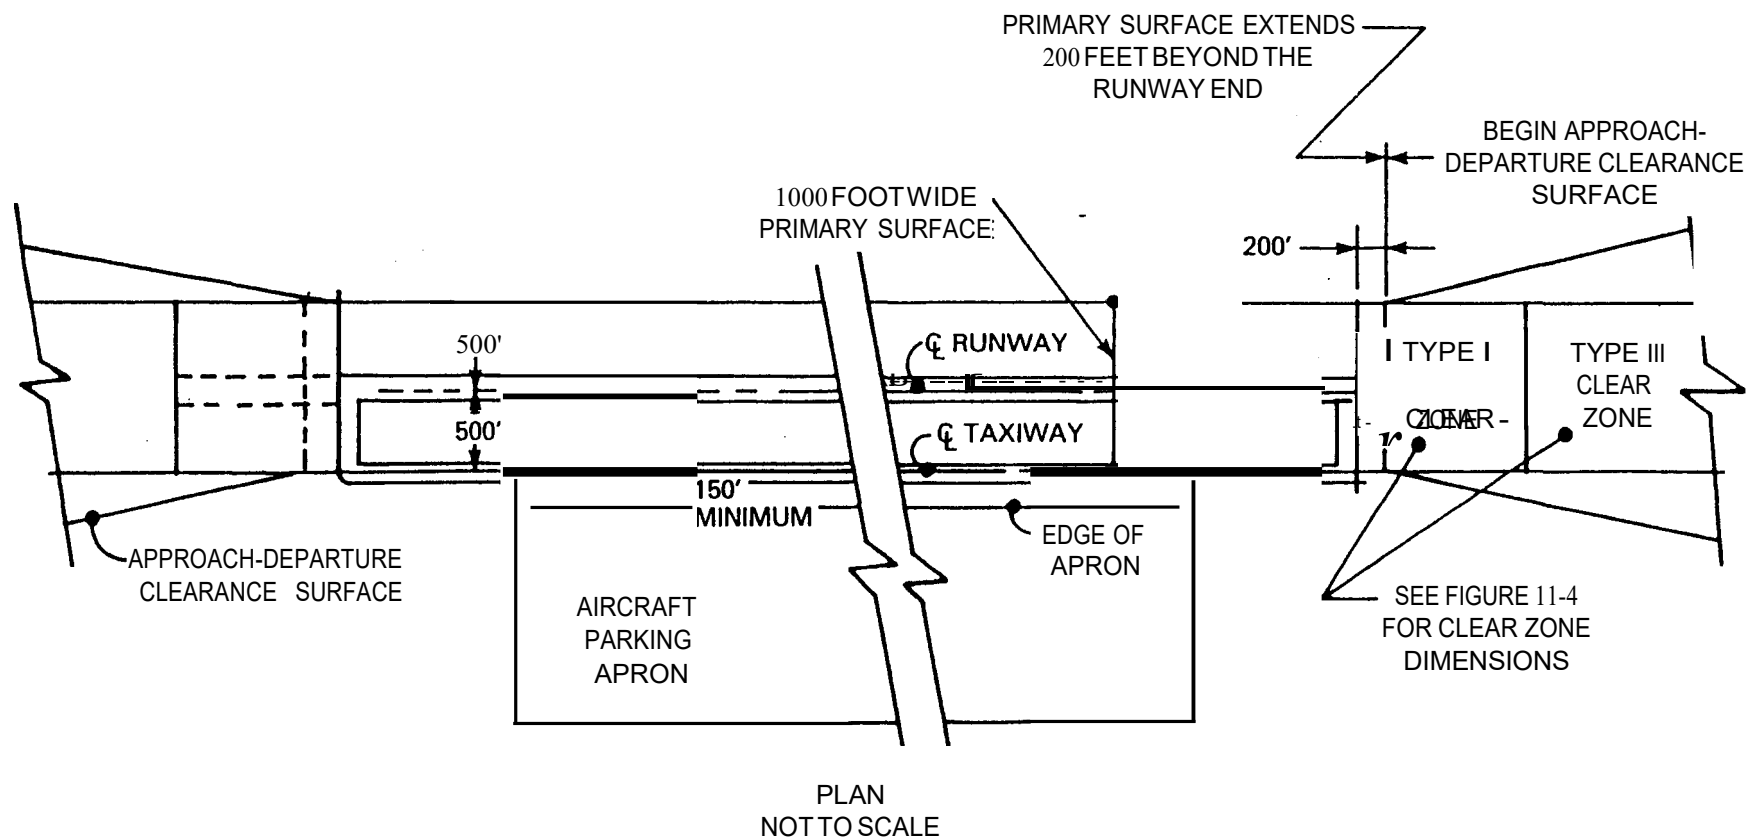 PRIMARY SURFACE EXTENDS
200 FEET BEYOND THE
RUNWAY END
BEGIN APPROACH-
DEPARTURE CLEARANCE
SURFACE
1000 FOOT WIDE
PRIMARY SURFACE
200'
500'
℄ RUNWAY
TYPE I
CLEAR
ZONE
TYPE III
CLEAR
ZONE
500'
℄ TAXIWAY
150'
MINIMUM
EDGE OF
APRON
APPROACH-DEPARTURE
CLEARANCE SURFACE
AIRCRAFT
PARKING
APRON
SEE FIGURE 11-4
FOR CLEAR ZONE
DIMENSIONS
PLAN
NOT TO SCALE